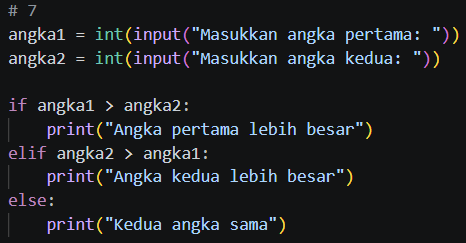 # 7
angka1 = int(input("Masukkan angka pertama: "))
angka2 = int(input("Masukkan angka kedua: "))
if angka1 > angka2:
    print("Angka pertama lebih besar")
elif angka2 > angka1:
    print("Angka kedua lebih besar")
else:
    print("Kedua angka sama")